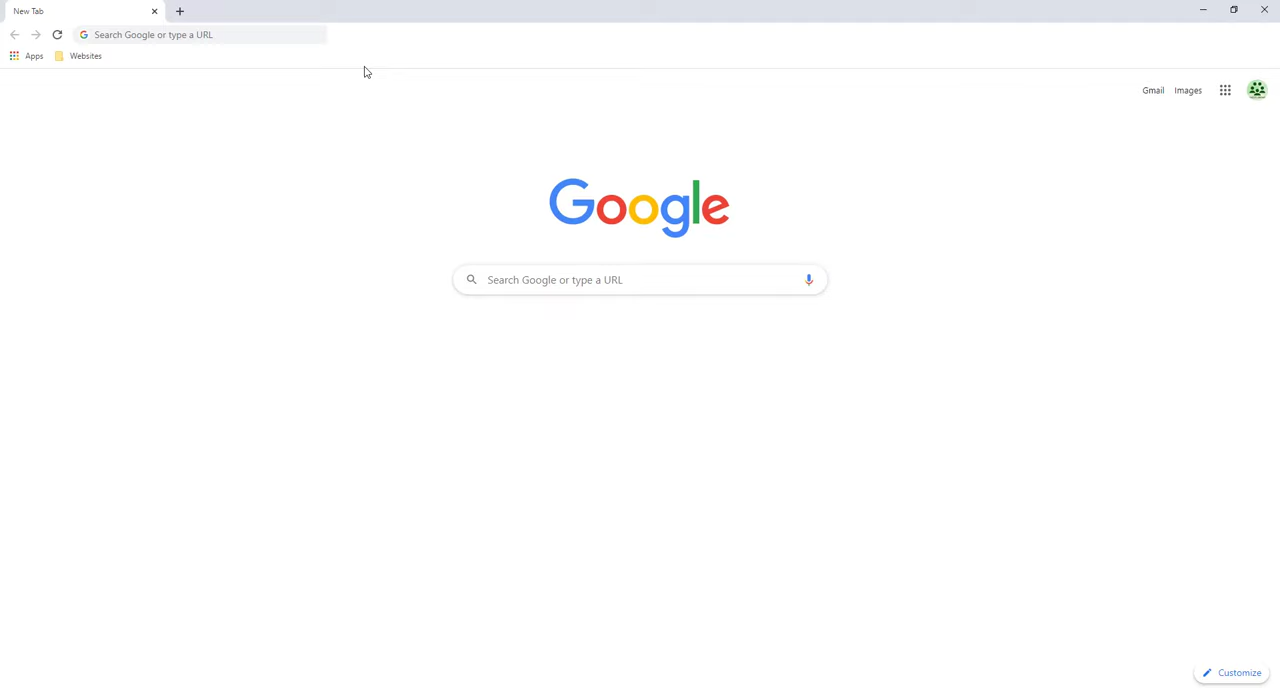 New Tab
Search Google or type a URL
Apps Websites
Gmail Images
Google
Search Google or type a URL
Customize